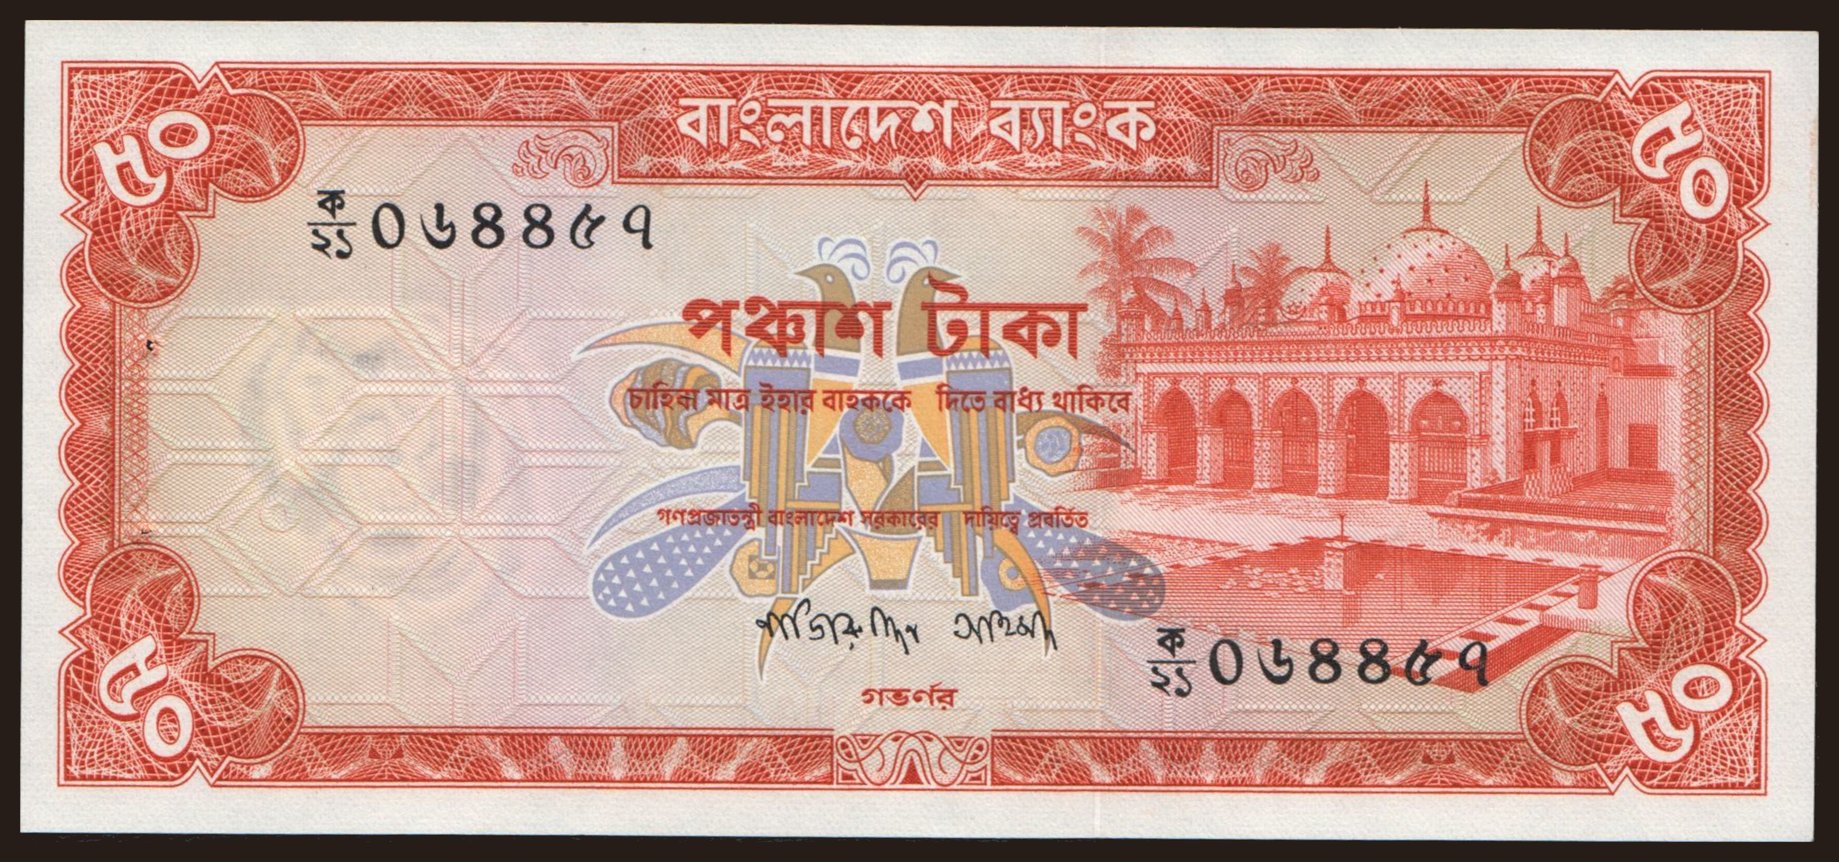 ৫০ বাংলাদেশ ব্যাংক ৫০
ক/২১ ০৬৪৪৫৭
পঞ্চাশ টাকা
চাহিবা মাত্র ইহার বাহককে দিতে বাধ্য থাকিবে
গণপ্রজাতন্ত্রী বাংলাদেশ সরকারের দায়িত্বে প্রবর্তিত
ক/২১ ০৬৪৪৫৭
গভর্ণর
৫০ ৫০